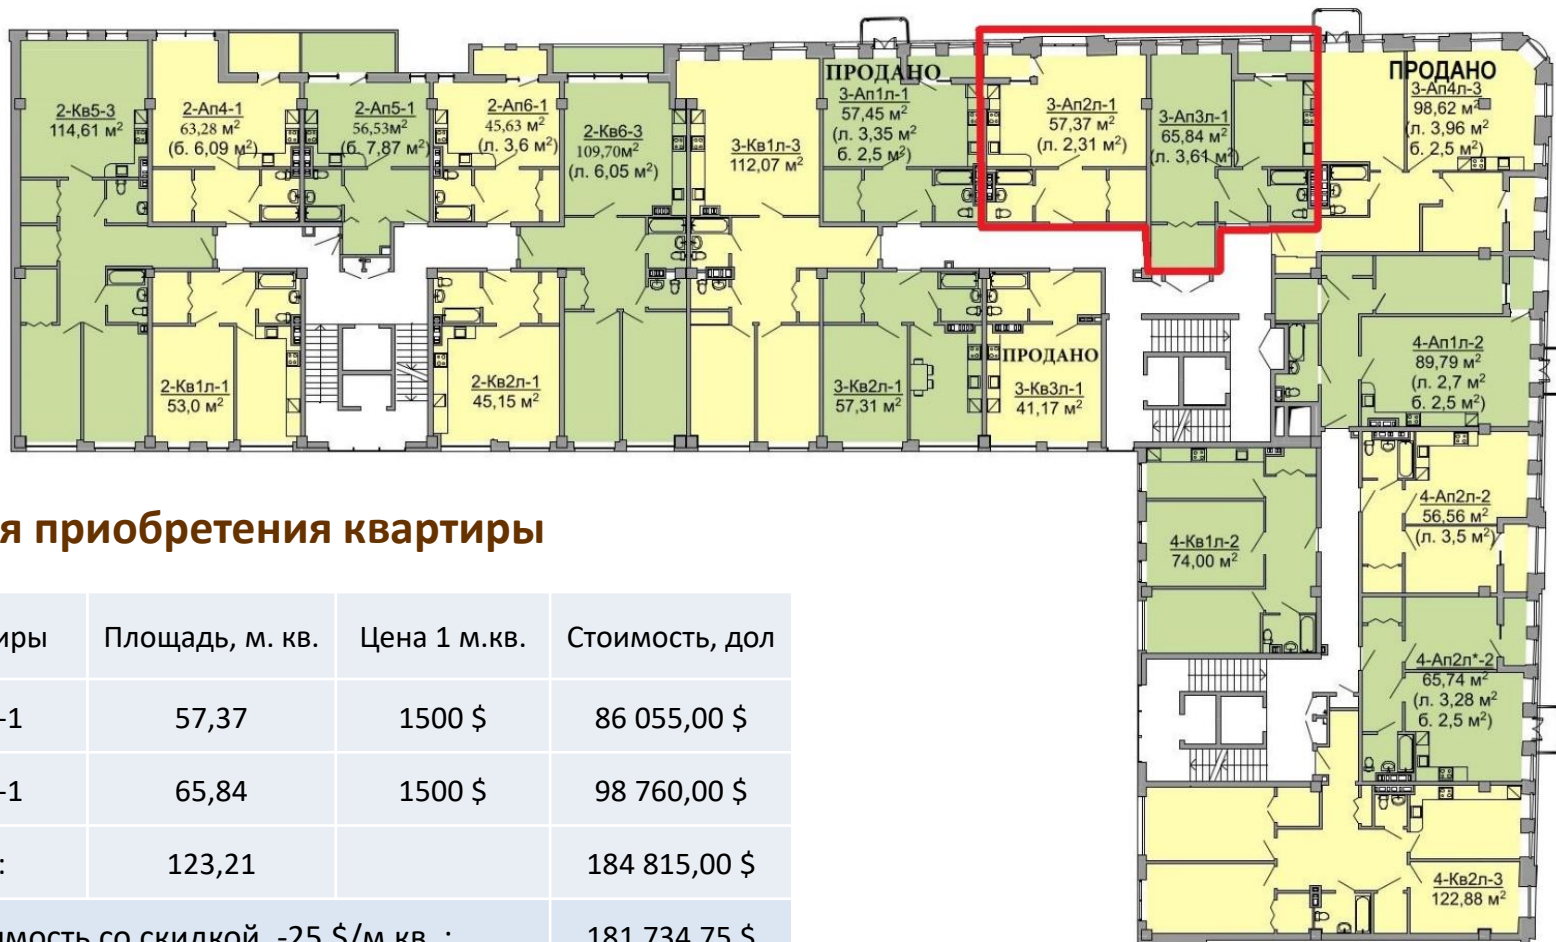 ПРОДАНО
ПРОДАНО
2-Кв5-3
114,61 м²
2-Ап4-1
63,28 м²
(б. 6,09 м²)
2-Ап5-1
56,53м²
(б. 7,87 м²)
2-Ап6-1
45,63 м²
(л. 3,6 м²)
2-Кв6-3
109,70м²
(л. 6,05 м²)
3-Кв1л-3
112,07 м²
3-Ап1л-1
57,45 м²
(л. 3,35 м²
б. 2,5 м²)
3-Ап2л-1
57,37 м²
(л. 2,31 м²)
3-Ап3л-1
65,84 м²
(л. 3,61 м²)
3-Ап4л-3
98,62 м²
(л. 3,96 м²
б. 2,5 м²)
2-Кв1л-1
53,0 м²
2-Кв2л-1
45,15 м²
3-Кв2л-1
57,31 м²
ПРОДАНО
3-Кв3л-1
41,17 м²
4-Ап1л-2
89,79 м²
(л. 2,7 м²
б. 2,5 м²)
4-Ап2л-2
56,56 м²
(л. 3,5 м²)
4-Кв1л-2
74,00 м²
4-Ап2л*-2
65,74 м²
(л. 3,28 м²
б. 2,5 м²)
4-Кв2л-3
122,88 м²
я приобретения квартиры
иры Площадь, м. кв. Цена 1 м.кв. Стоимость, дол
-1 57,37 1500 $ 86 055,00 $
-1 65,84 1500 $ 98 760,00 $
: 123,21 184 815,00 $
имость со скидкой -25 $/м.кв. : 181 734,75 $